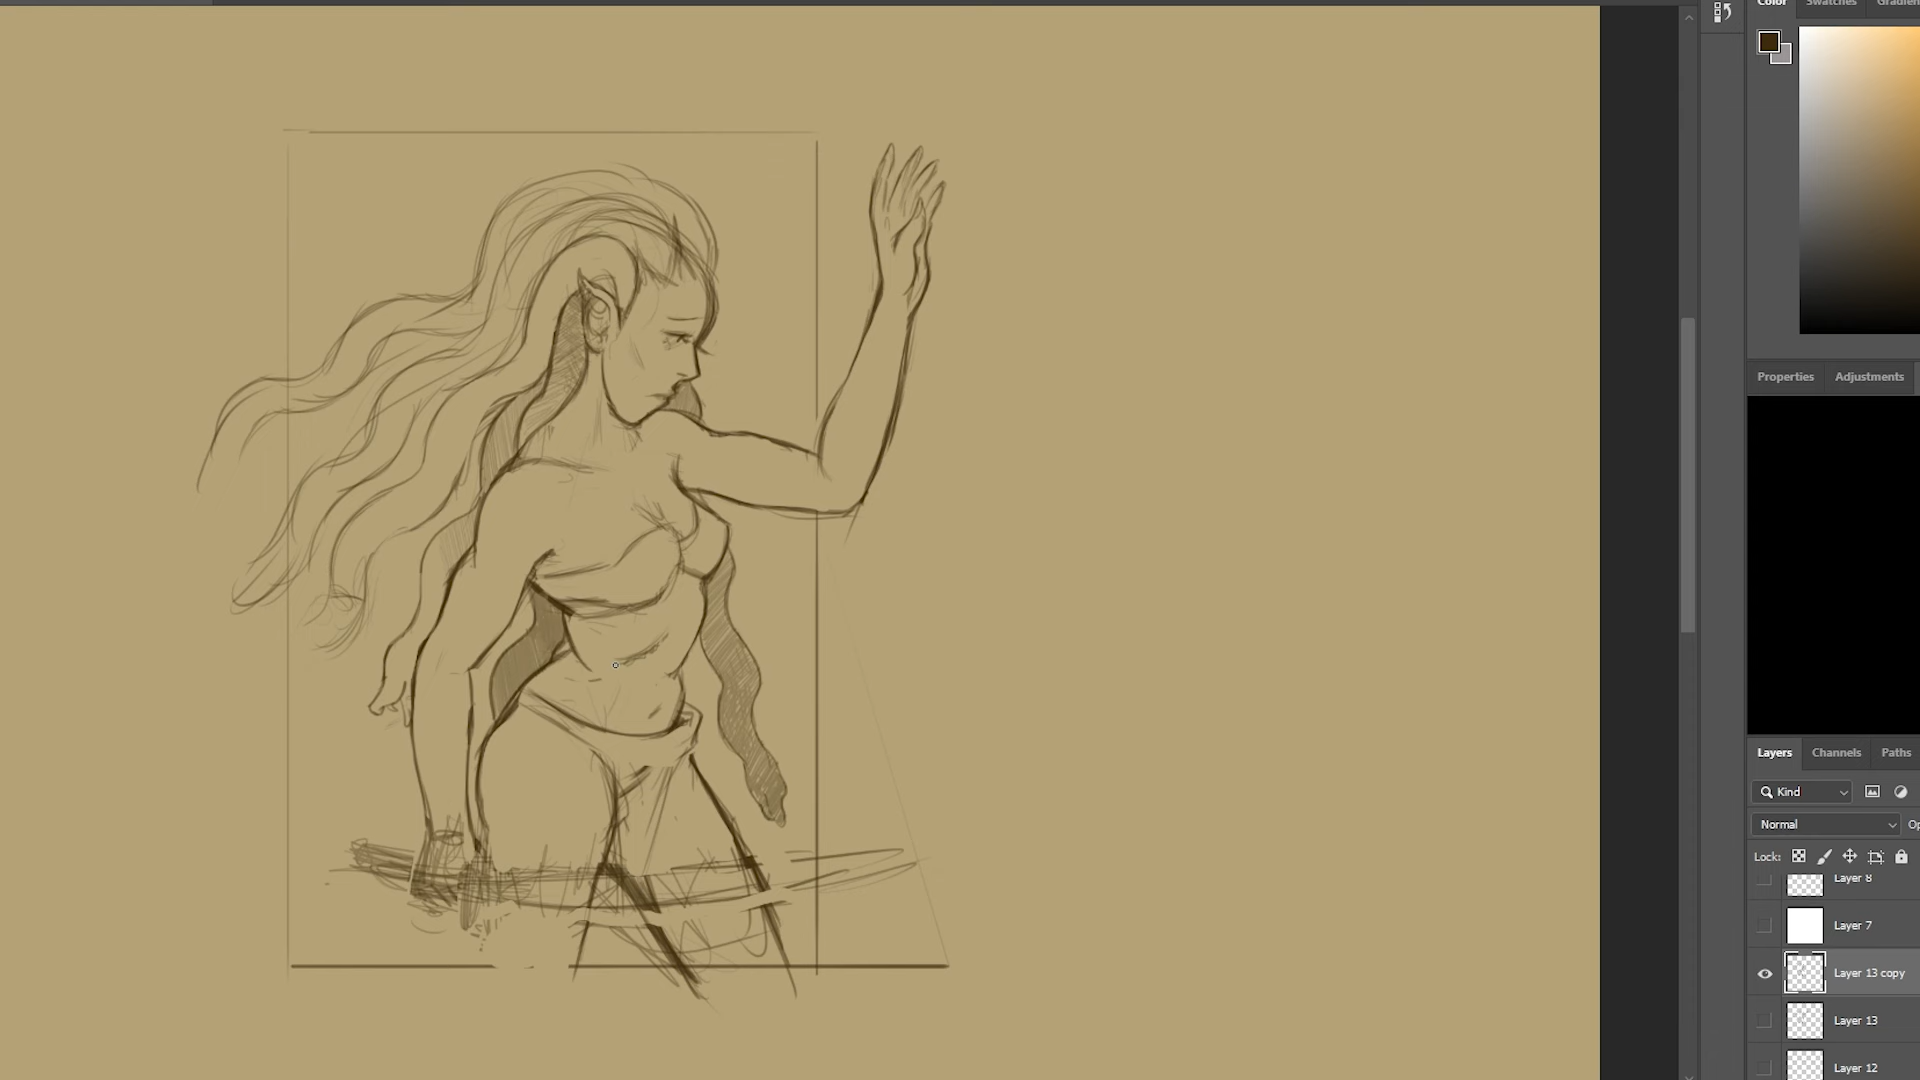 Color Swatches
Properties Adjustments
Layers Channels Paths
Kind
Normal
Lock:
Layer 8
Layer 7
Layer 13 copy
Layer 13
Layer 12